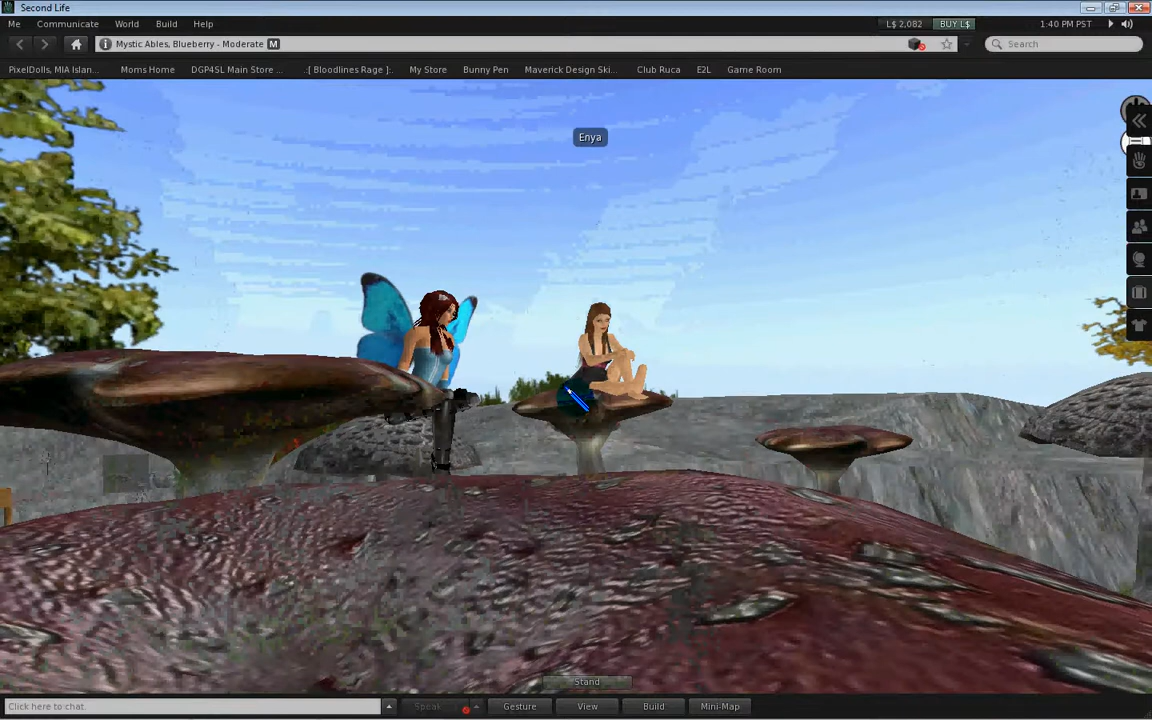 Second Life
Me Communicate World Build Help L$ 2,082 BUY L$ 1:40 PM PST
Mystic Ables, Blueberry - Moderate M Search
PixelDolls, MIA Islan... Moms Home DGP4SL Main Store ... .:[ Bloodlines Rage ]:. My Store Bunny Pen Maverick Design Ski... Club Ruca E2L Game Room
Enya
Stand
Click here to chat. Speak Gesture View Build Mini-Map